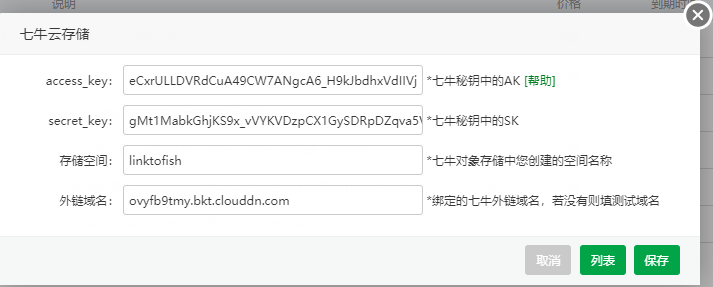 说明 价格 到期时
七牛云存储
access_key: eCxrULLDVRdCuA49CW7ANgcA6_H9kJbdhxVdIIVj *七牛秘钥中的AK [帮助]
secret_key: gMt1MabkGhjKS9x_vVYKVDzpCX1GySDRpDZqva5V *七牛秘钥中的SK
存储空间: linktofish *七牛对象存储中您创建的空间名称
外链域名: ovyfb9tmy.bkt.clouddn.com *绑定的七牛外链域名，若没有则填测试域名
取消 列表 保存